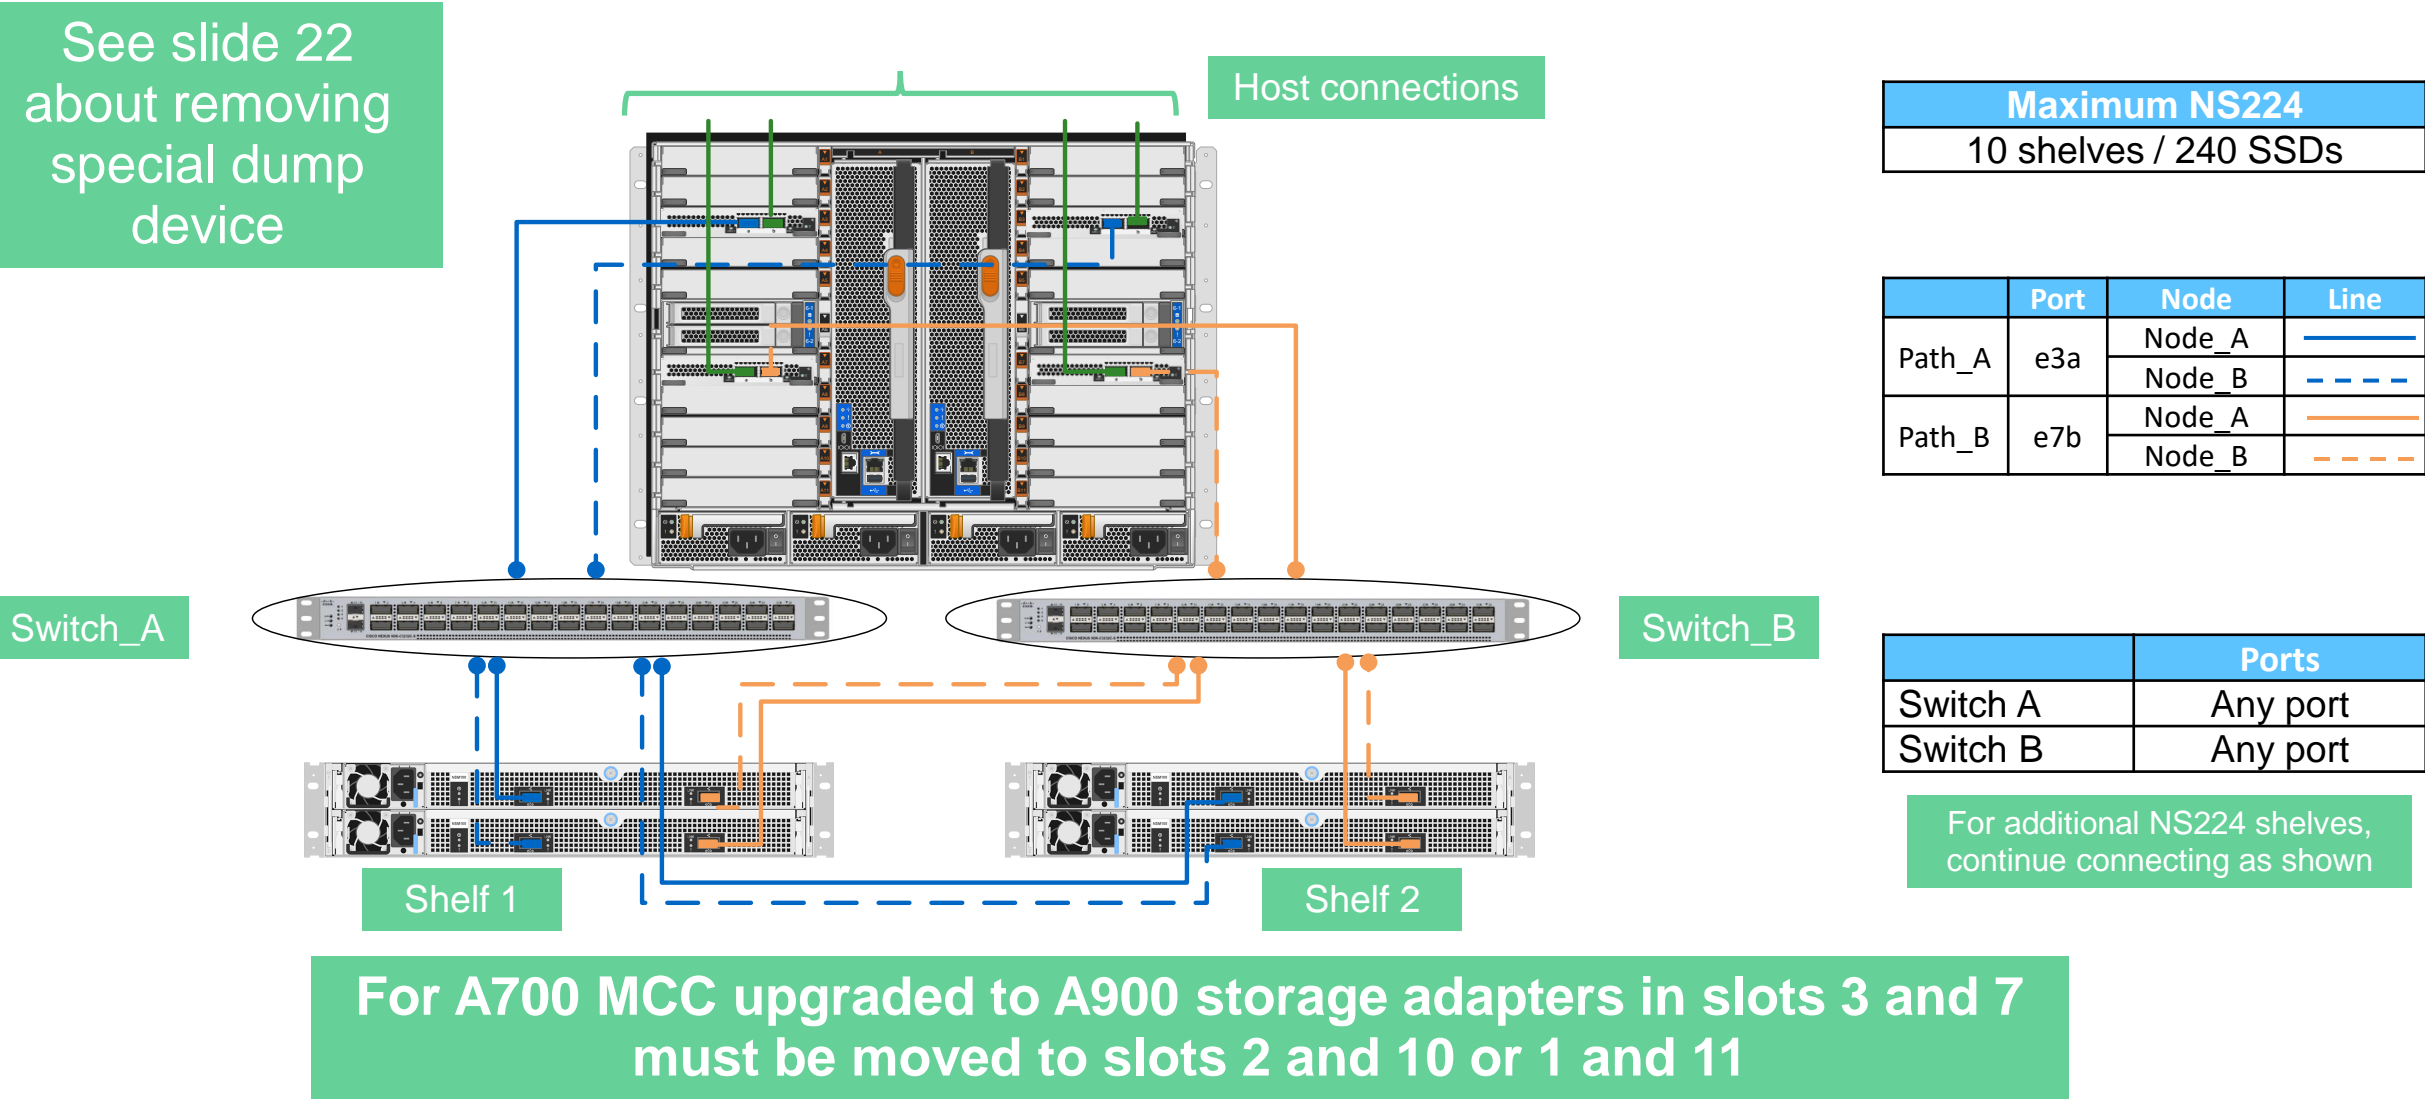 See slide 22
about removing
special dump
device
Host connections
Maximum NS224
10 shelves / 240 SSDs
Port Node Line
Path_A e3a Node_A
Node_B
Path_B e7b Node_A
Node_B
Switch_A
Switch_B
Ports
Switch A Any port
Switch B Any port
For additional NS224 shelves,
continue connecting as shown
Shelf 1
Shelf 2
For A700 MCC upgraded to A900 storage adapters in slots 3 and 7
must be moved to slots 2 and 10 or 1 and 11